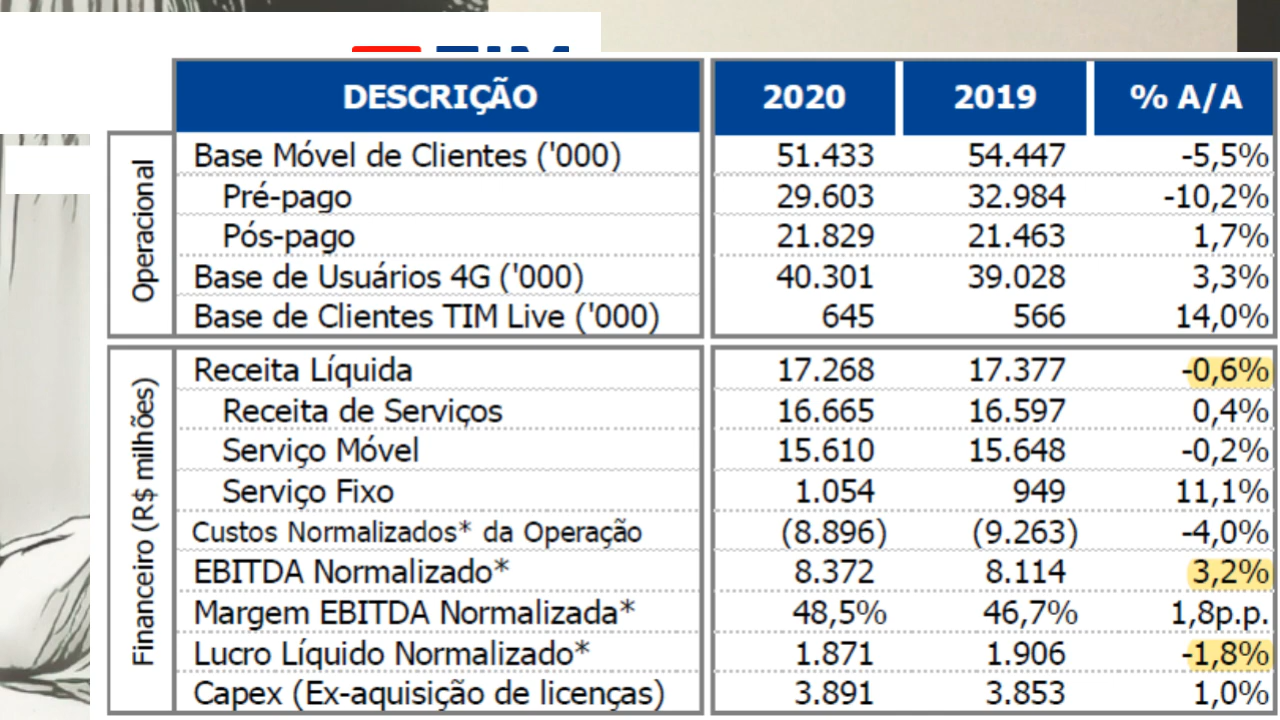 TIM
DESCRIÇÃO 2020 2019 % A/A
Operacional
Base Móvel de Clientes ('000) 51.433 54.447 -5,5%
Pré-pago 29.603 32.984 -10,2%
Pós-pago 21.829 21.463 1,7%
Base de Usuários 4G ('000) 40.301 39.028 3,3%
Base de Clientes TIM Live ('000) 645 566 14,0%
Financeiro (R$ milhões)
Receita Líquida 17.268 17.377 -0,6%
Receita de Serviços 16.665 16.597 0,4%
Serviço Móvel 15.610 15.648 -0,2%
Serviço Fixo 1.054 949 11,1%
Custos Normalizados* da Operação (8.896) (9.263) -4,0%
EBITDA Normalizado* 8.372 8.114 3,2%
Margem EBITDA Normalizada* 48,5% 46,7% 1,8p.p.
Lucro Líquido Normalizado* 1.871 1.906 -1,8%
Capex (Ex-aquisição de licenças) 3.891 3.853 1,0%